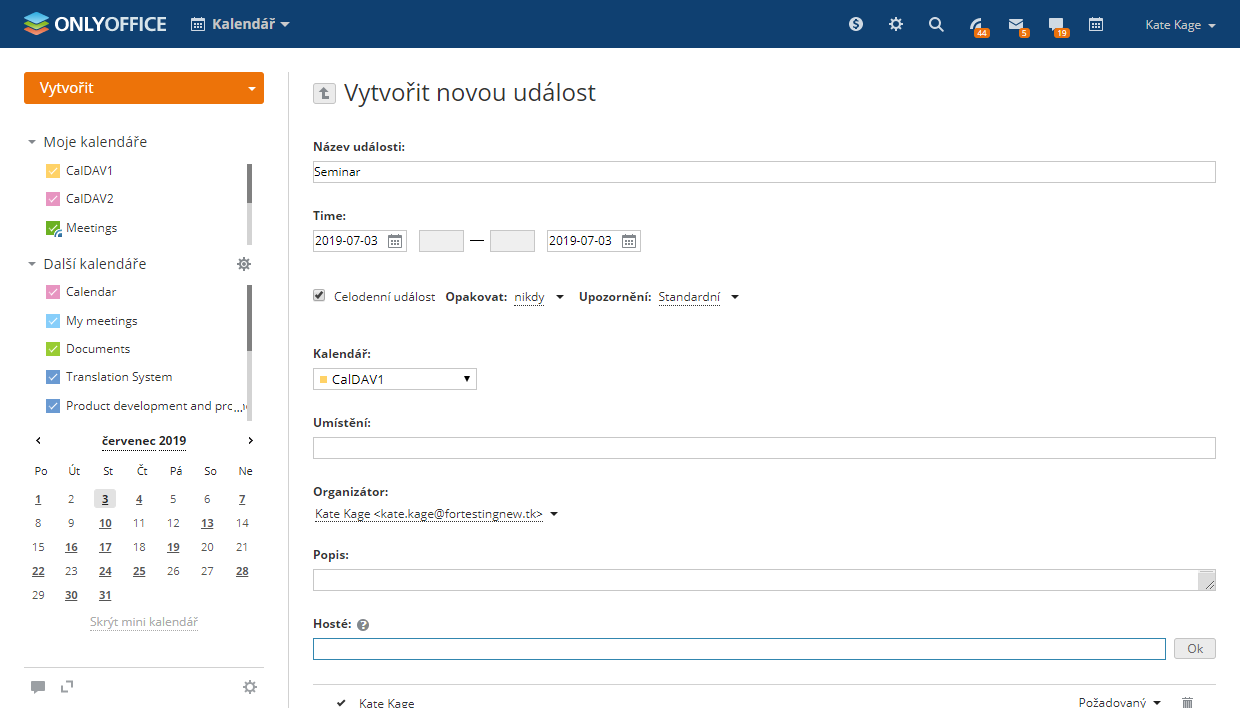 ONLYOFFICE Kalendář 44 5 19 Kate Kage
Vytvořit
Moje kalendáře
CalDAV1
CalDAV2
Meetings
Další kalendáře
Calendar
My meetings
Documents
Translation System
Product development and pro...
červenec 2019
Po Út St Čt Pá So Ne
1 2 3 4 5 6 7
8 9 10 11 12 13 14
15 16 17 18 19 20 21
22 23 24 25 26 27 28
29 30 31
Skrýt mini kalendář
Vytvořit novou událost
Název události:
Seminar
Time:
2019-07-03 — 2019-07-03
Celodenní událost Opakovat: nikdy Upozornění: Standardní
Kalendář:
CalDAV1
Umístění:
Organizátor:
Kate Kage <kate.kage@fortestingnew.tk>
Popis:
Hosté: ?
Ok
Kate Kage Požadovaný